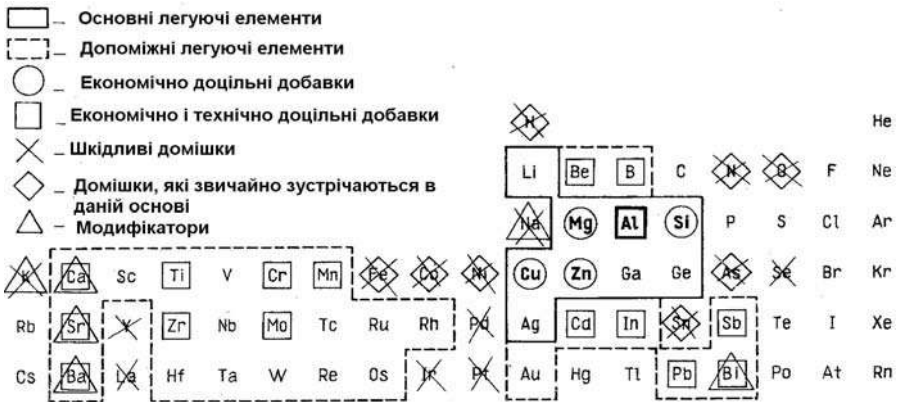 – Основні легуючі елементи
– Допоміжні легуючі елементи
– Економічно доцільні добавки
– Економічно і технічно доцільні добавки
– Шкідливі домішки
– Домішки, які звичайно зустрічаються в
даній основі
– Модифікатори
H He
Li Be B C N O F Ne
Na Mg Al Si P S Cl Ar
K Ca Sc Ti V Cr Mn Fe Co Ni Cu Zn Ga Ge As Se Br Kr
Rb Sr Y Zr Nb Mo Tc Ru Rh Pd Ag Cd In Sn Sb Te I Xe
Cs Ba La Hf Ta W Re Os Ir Pt Au Hg Tl Pb Bi Po At Rn